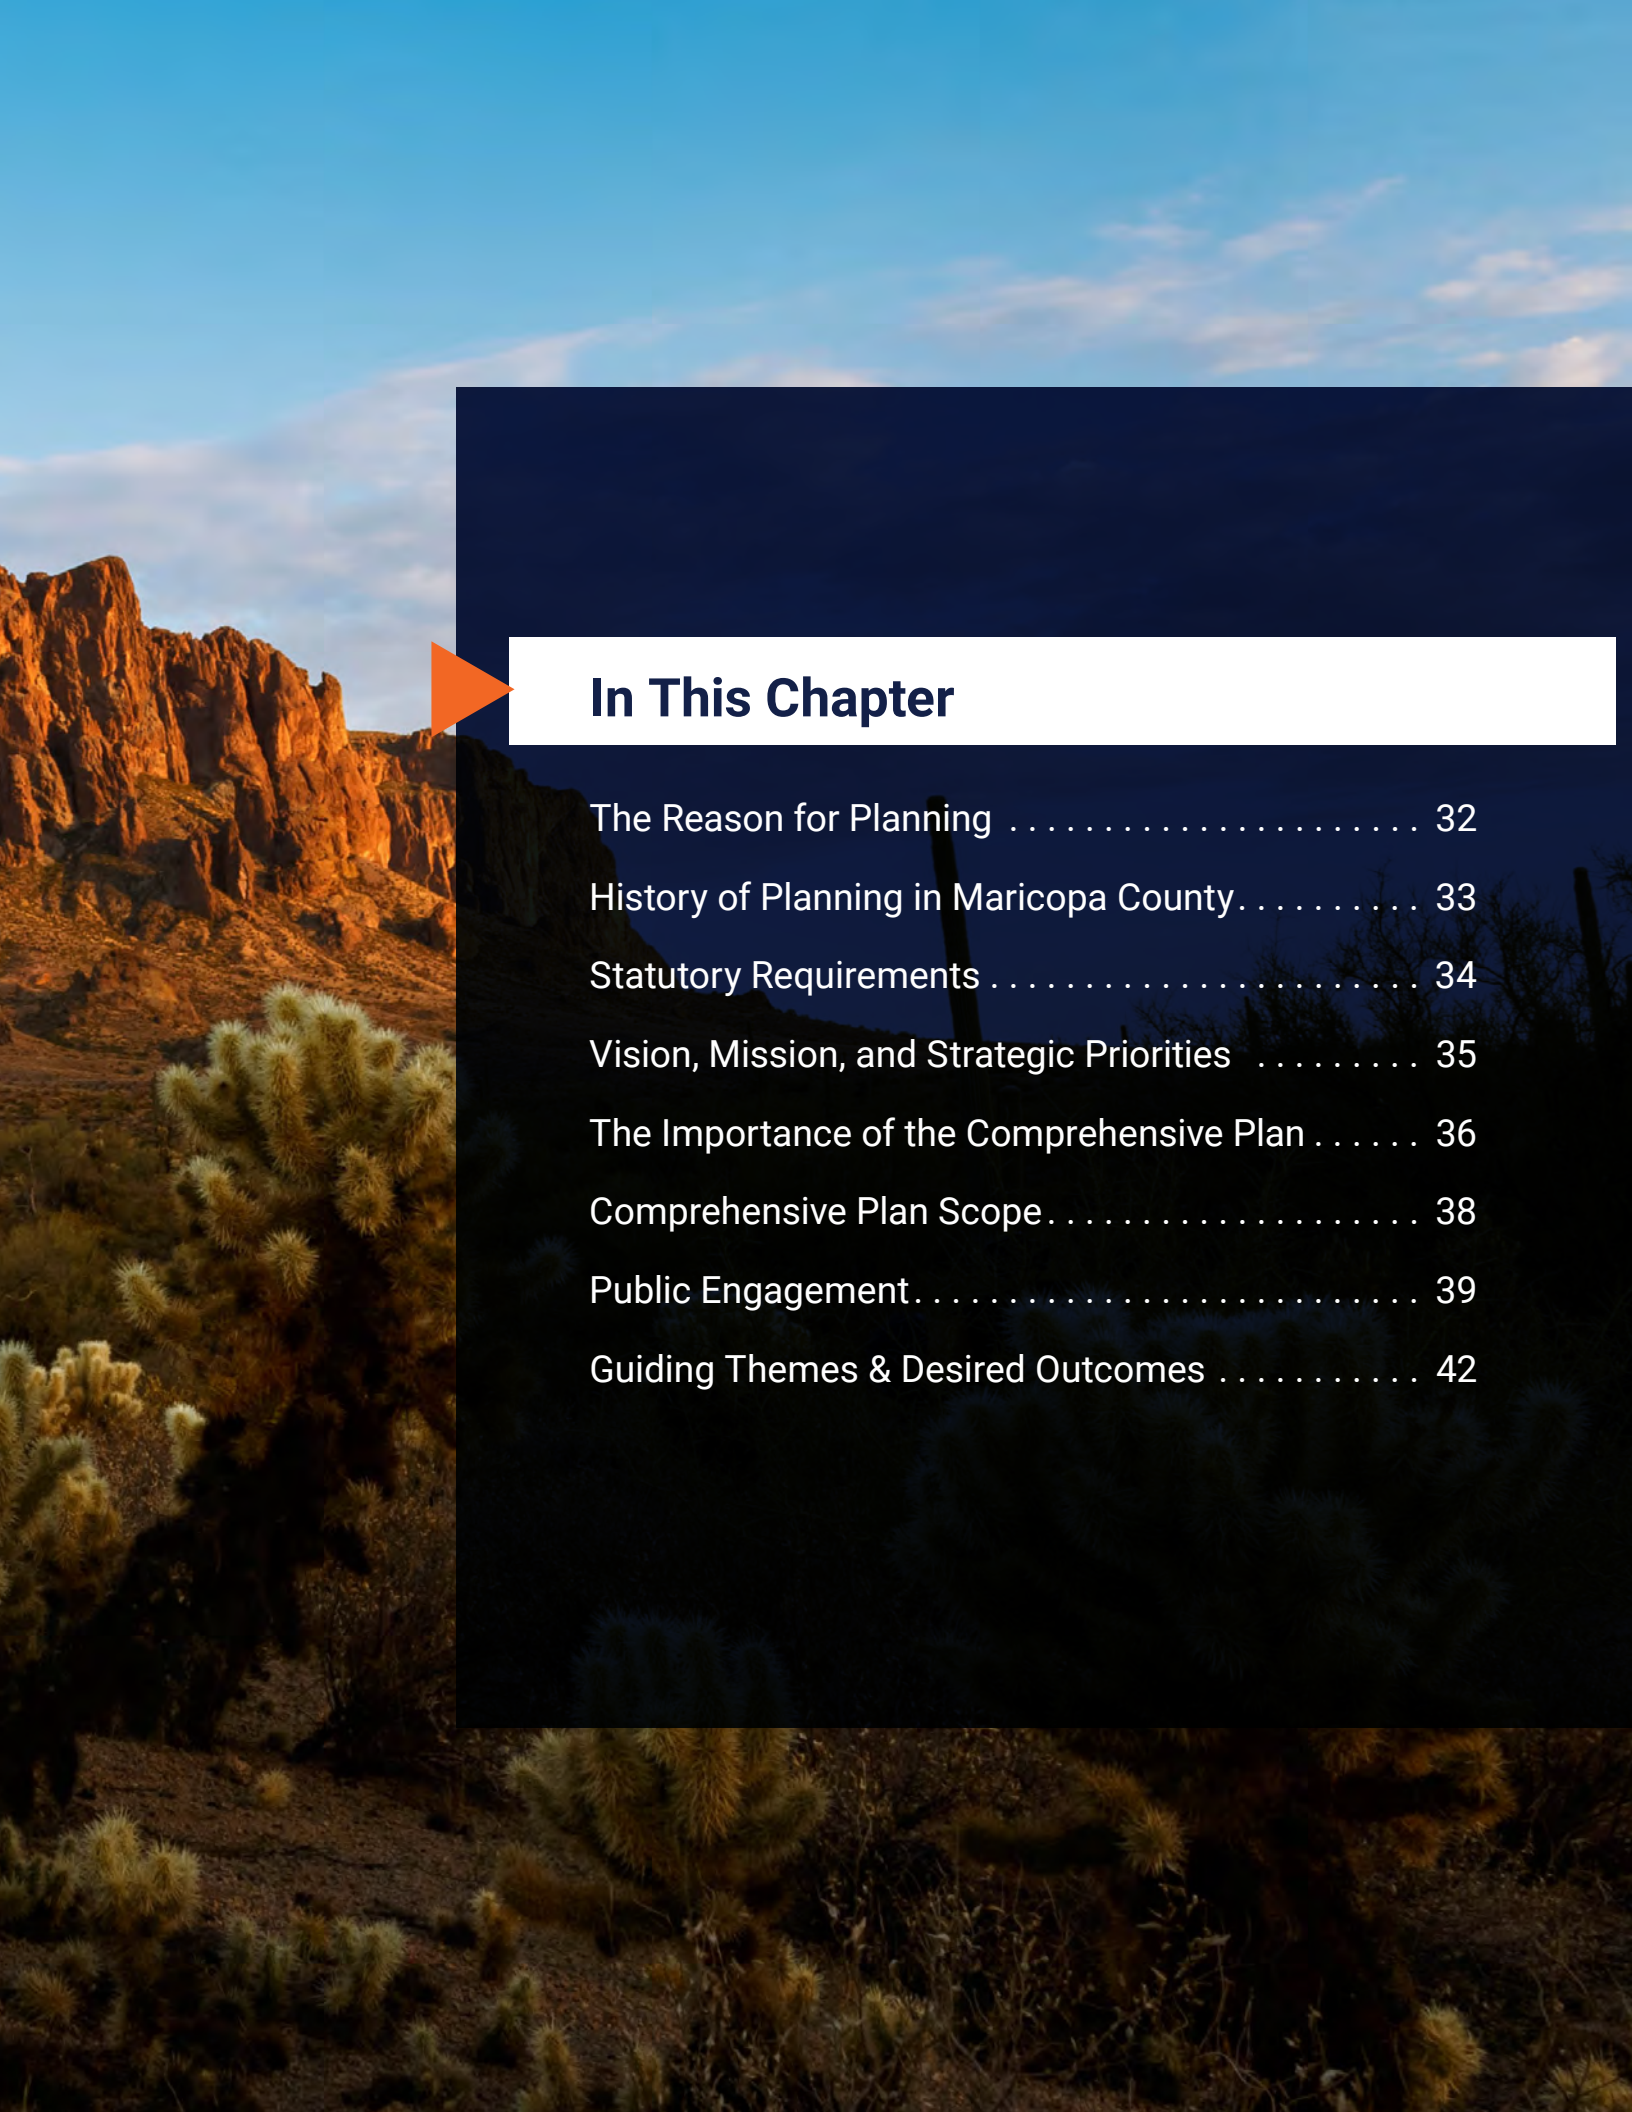 In This Chapter
The Reason for Planning . . . . . . . . . . . . . . . . . . . . . . 32
History of Planning in Maricopa County. . . . . . . . . . 33
Statutory Requirements . . . . . . . . . . . . . . . . . . . . . . . 34
Vision, Mission, and Strategic Priorities . . . . . . . . . 35
The Importance of the Comprehensive Plan . . . . . . 36
Comprehensive Plan Scope. . . . . . . . . . . . . . . . . . . . 38
Public Engagement. . . . . . . . . . . . . . . . . . . . . . . . . . . 39
Guiding Themes & Desired Outcomes . . . . . . . . . . . 42